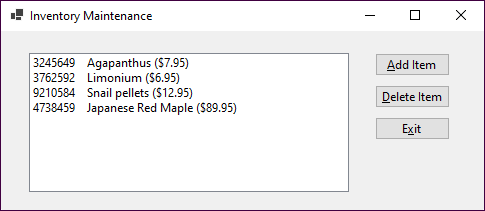 Inventory Maintenance
3245649 Agapanthus ($7.95)
3762592 Limonium ($6.95)
9210584 Snail pellets ($12.95)
4738459 Japanese Red Maple ($89.95)
Add Item
Delete Item
Exit